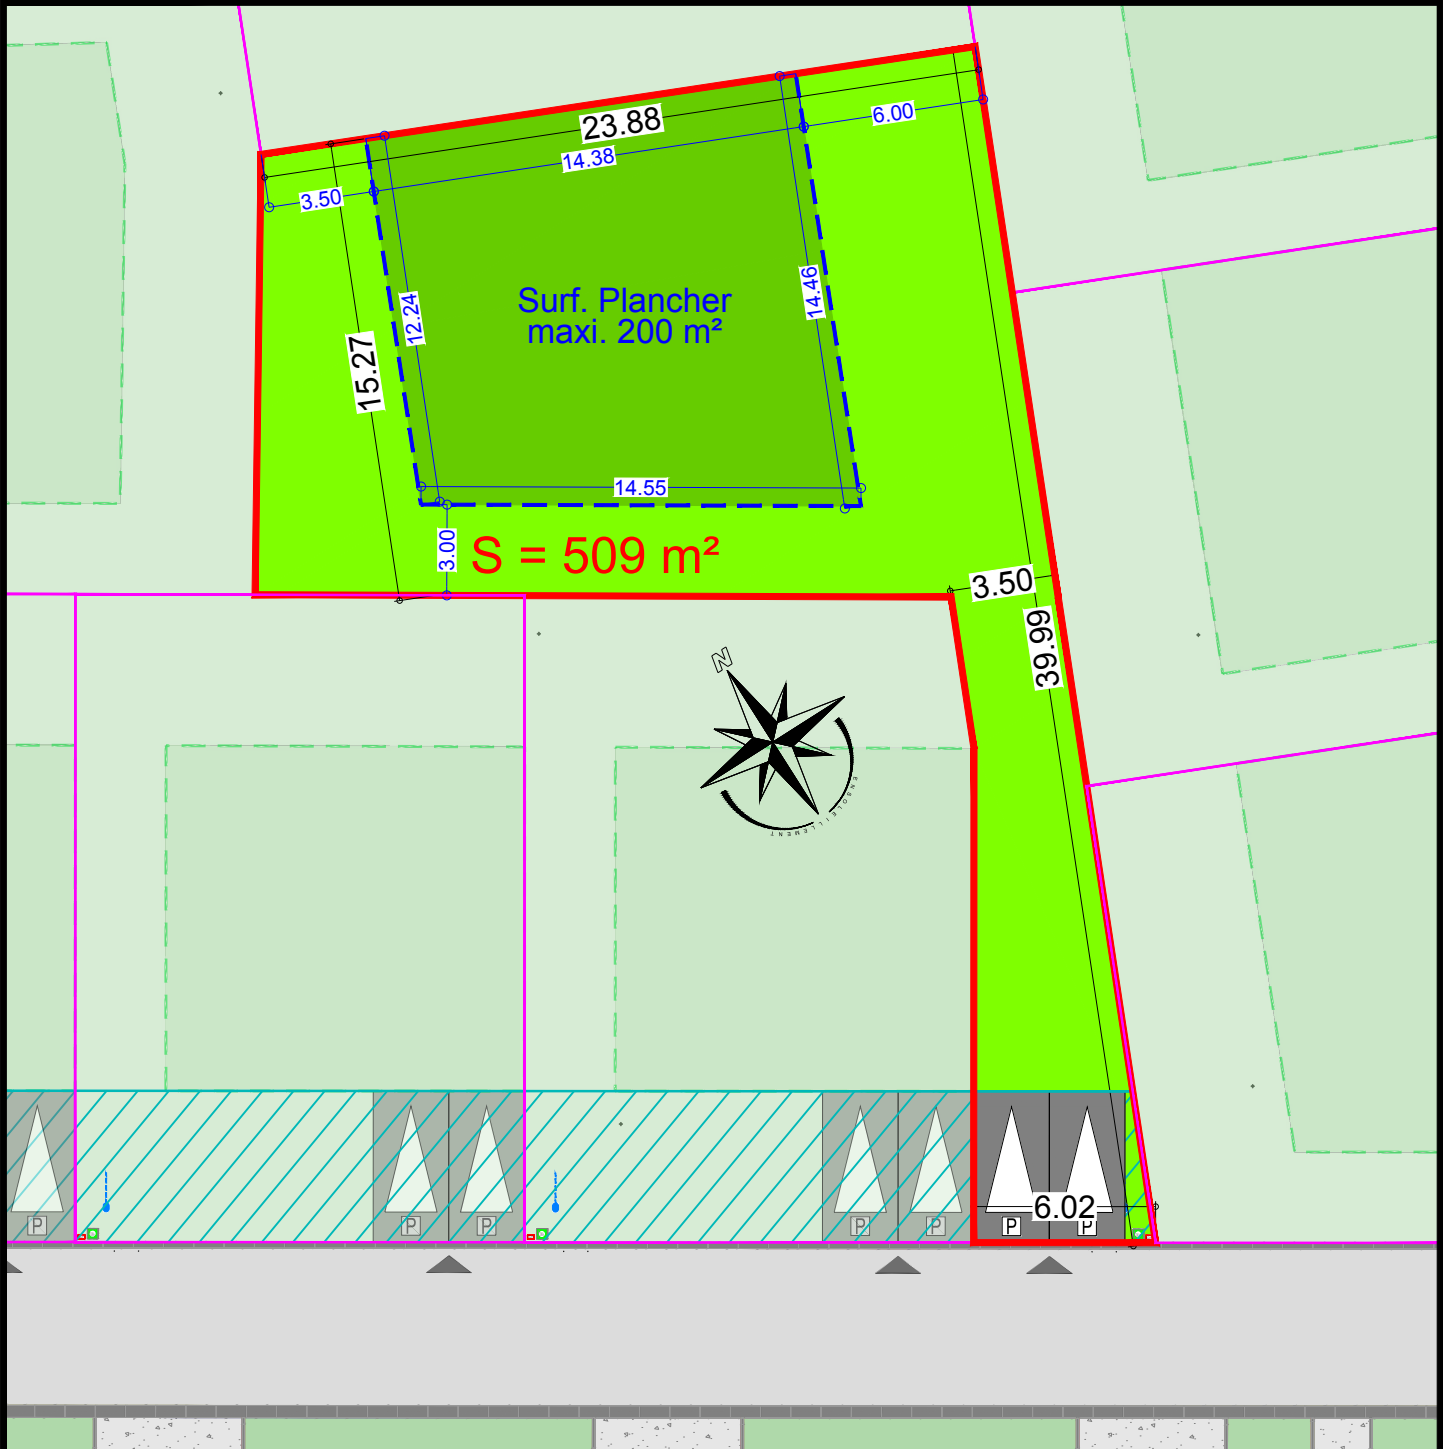 23.88
6.00
14.38
3.50
12.24
14.46
15.27
Surf. Plancher
maxi. 200 m²
14.55
3.00
S = 509 m²
3.50
39.99
N
ENSOLEILLEMENT
6.02
P
P
P
P
P
P
P